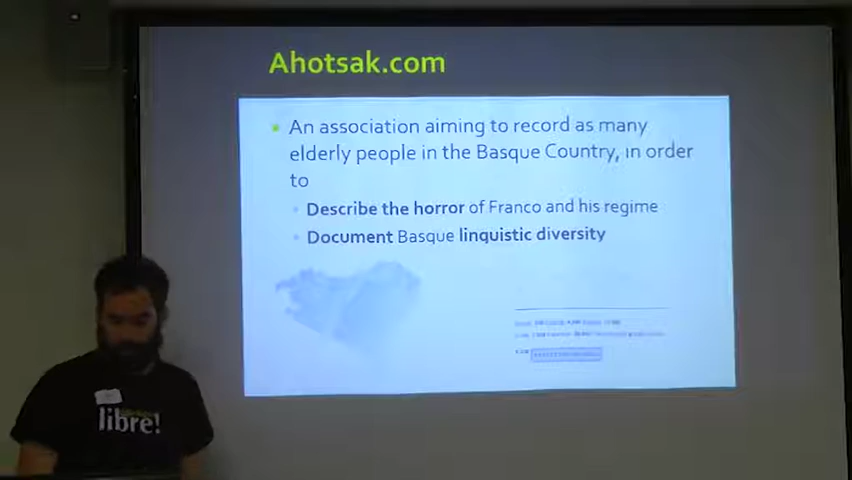 Ahotsak.com
An association aiming to record as many
elderly people in the Basque Country, in order
to
Describe the horror of Franco and his regime
Document Basque linguistic diversity
libre!